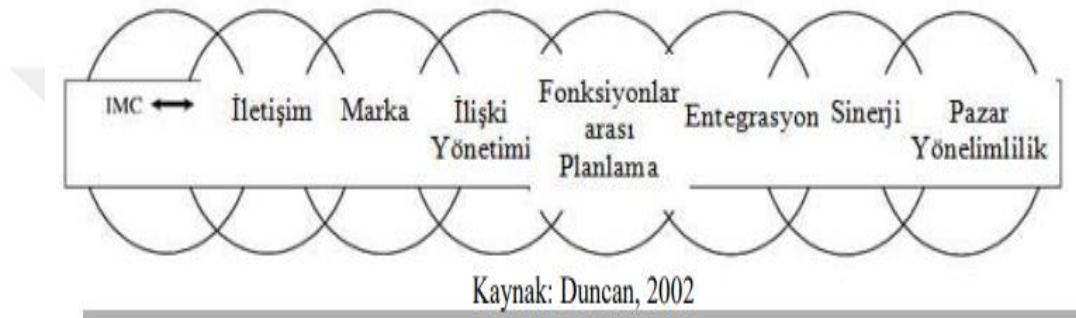 IMC ↔ İletişim Marka İlişki Yönetimi Fonksiyonlar arası Planlama Entegrasyon Sinerji Pazar Yönelimlilik
Kaynak: Duncan, 2002